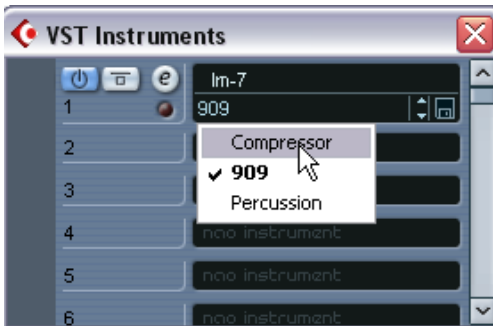 VST Instruments
e
lm-7
1
909
Compressor
2
✓ 909
3
Percussion
4
no instrument
5
no instrument
6
no instrument